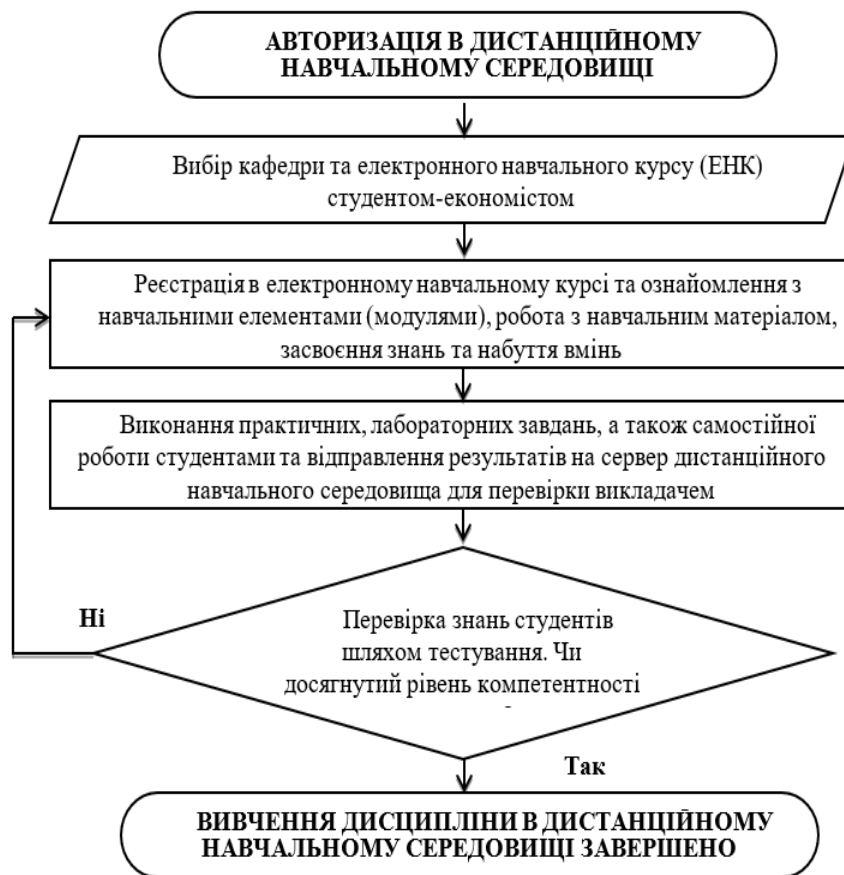 АВТОРИЗАЦІЯ В ДИСТАНЦІЙНОМУ
НАВЧАЛЬНОМУ СЕРЕДОВИЩІ
Вибір кафедри та електронного навчального курсу (ЕНК)
студентом-економістом
Реєстрація в електронному навчальному курсі та ознайомлення з
навчальними елементами (модулями), робота з навчальним матеріалом,
засвоєння знань та набуття вмінь
Виконання практичних, лабораторних завдань, а також самостійної
роботи студентами та відправлення результатів на сервер дистанційного
навчального середовища для перевірки викладачем
Ні
Перевірка знань студентів
шляхом тестування. Чи
досягнутий рівень компетентності
Так
ВИВЧЕННЯ ДИСЦИПЛІНИ В ДИСТАНЦІЙНОМУ
НАВЧАЛЬНОМУ СЕРЕДОВИЩІ ЗАВЕРШЕНО